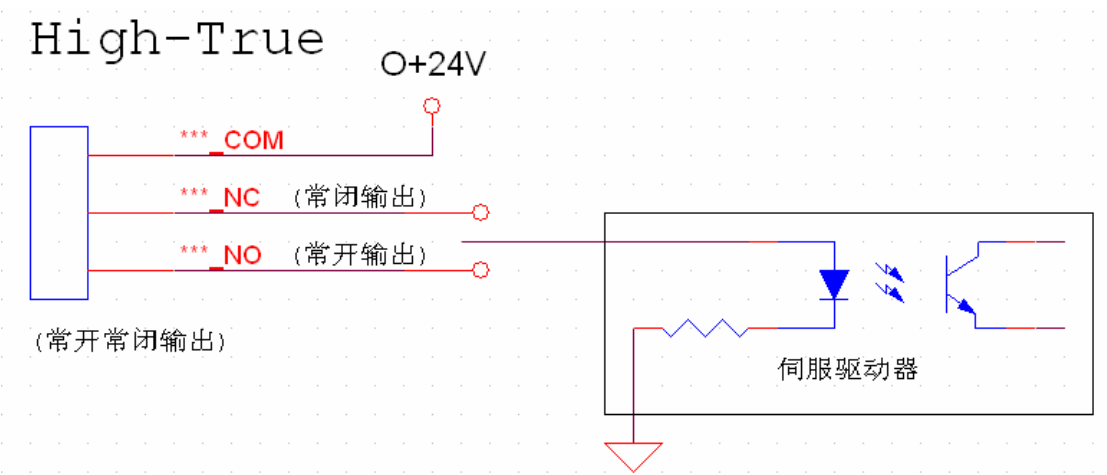 High-True
O+24V
***_COM
***_NC (常闭输出)
***_NO (常开输出)
(常开常闭输出)
伺服驱动器